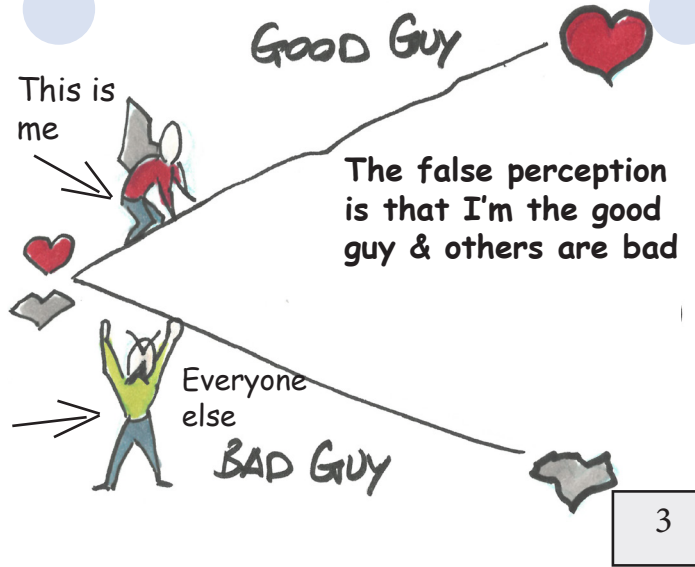 GOOD GUY
This is
me
The false perception
is that I'm the good
guy & others are bad
Everyone
else
BAD GUY
3